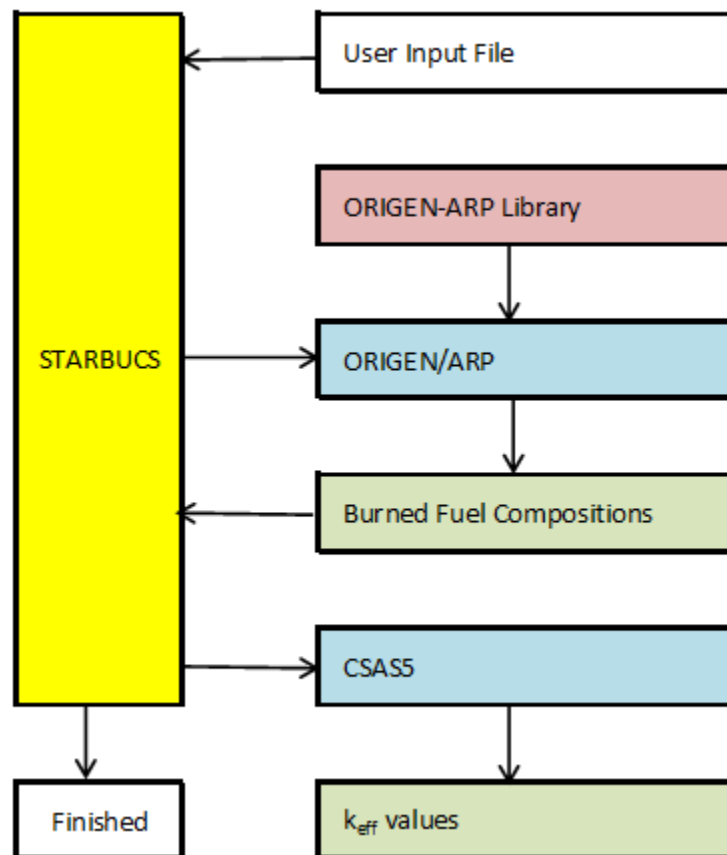 User Input File
ORIGEN-ARP Library
STARBUCS
ORIGEN/ARP
Burned Fuel Compositions
CSAS5
Finished
keff values